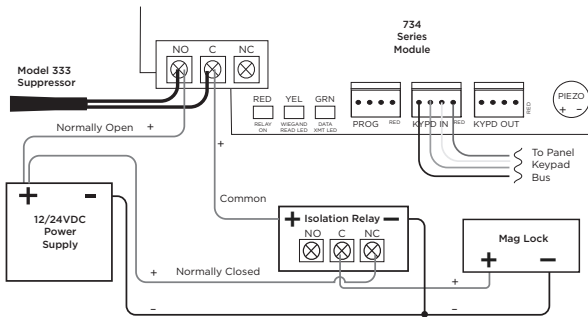 734
Series
Module
NO C NC
Model 333
Suppressor
RED YEL GRN
RELAY
ON
WIEGAND
READ LED
DATA
XMT LED
PROG RED
KYPD IN RED
KYPD OUT
RED
PIEZO
+ −
Normally Open +
+
To Panel
Keypad
Bus
Common
+ −
12/24VDC
Power
Supply
+ Isolation Relay −
NO C NC
Mag Lock
+ −
+ Normally Closed
+
−
−